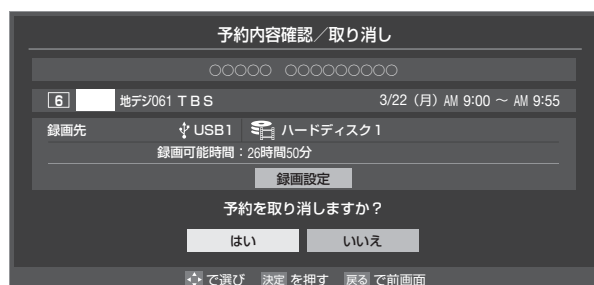 予約内容確認／取り消し
○○○○○ ○○○○○○○○○
6 地デジ061 TBS 3/22（月）AM 9:00 ～ AM 9:55
録画先 USB1 ハードディスク1
録画可能時間：26時間50分
録画設定
予約を取り消しますか？
はい いいえ
で選び 決定 を押す 戻る で前画面